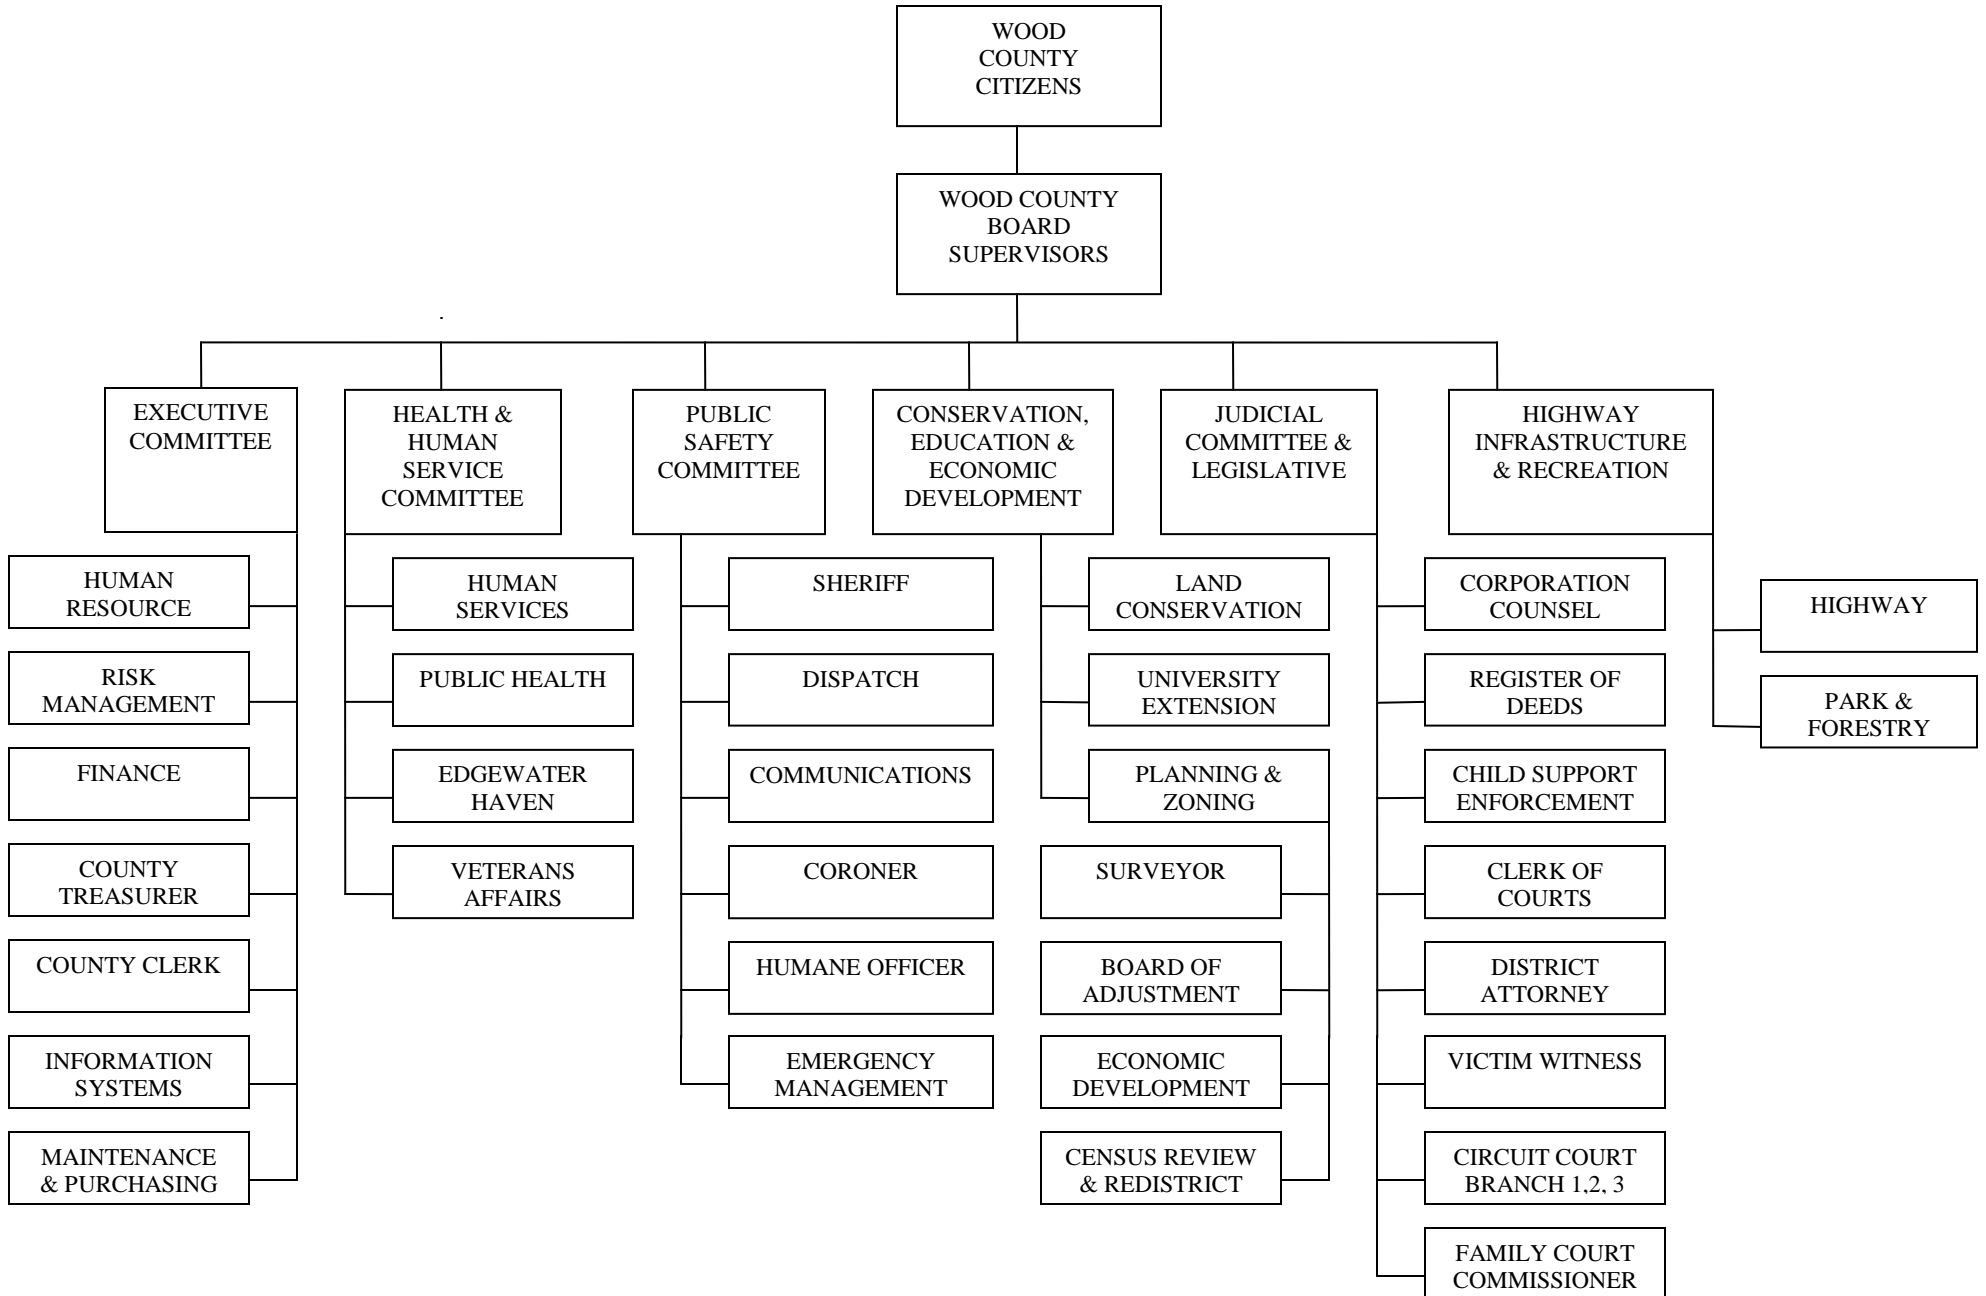 WOOD
COUNTY
CITIZENS
WOOD COUNTY
BOARD
SUPERVISORS
EXECUTIVE
COMMITTEE
HEALTH &
HUMAN
SERVICE
COMMITTEE
PUBLIC
SAFETY
COMMITTEE
CONSERVATION,
EDUCATION &
ECONOMIC
DEVELOPMENT
JUDICIAL
COMMITTEE &
LEGISLATIVE
HIGHWAY
INFRASTRUCTURE
& RECREATION
HUMAN
RESOURCE
RISK
MANAGEMENT
FINANCE
COUNTY
TREASURER
COUNTY CLERK
INFORMATION
SYSTEMS
MAINTENANCE
& PURCHASING
HUMAN
SERVICES
PUBLIC HEALTH
EDGEWATER
HAVEN
VETERANS
AFFAIRS
SHERIFF
DISPATCH
COMMUNICATIONS
CORONER
HUMANE OFFICER
EMERGENCY
MANAGEMENT
LAND
CONSERVATION
UNIVERSITY
EXTENSION
PLANNING &
ZONING
SURVEYOR
BOARD OF
ADJUSTMENT
ECONOMIC
DEVELOPMENT
CENSUS REVIEW
& REDISTRICT
CORPORATION
COUNSEL
REGISTER OF
DEEDS
CHILD SUPPORT
ENFORCEMENT
CLERK OF
COURTS
DISTRICT
ATTORNEY
VICTIM WITNESS
CIRCUIT COURT
BRANCH 1,2, 3
FAMILY COURT
COMMISSIONER
HIGHWAY
PARK &
FORESTRY